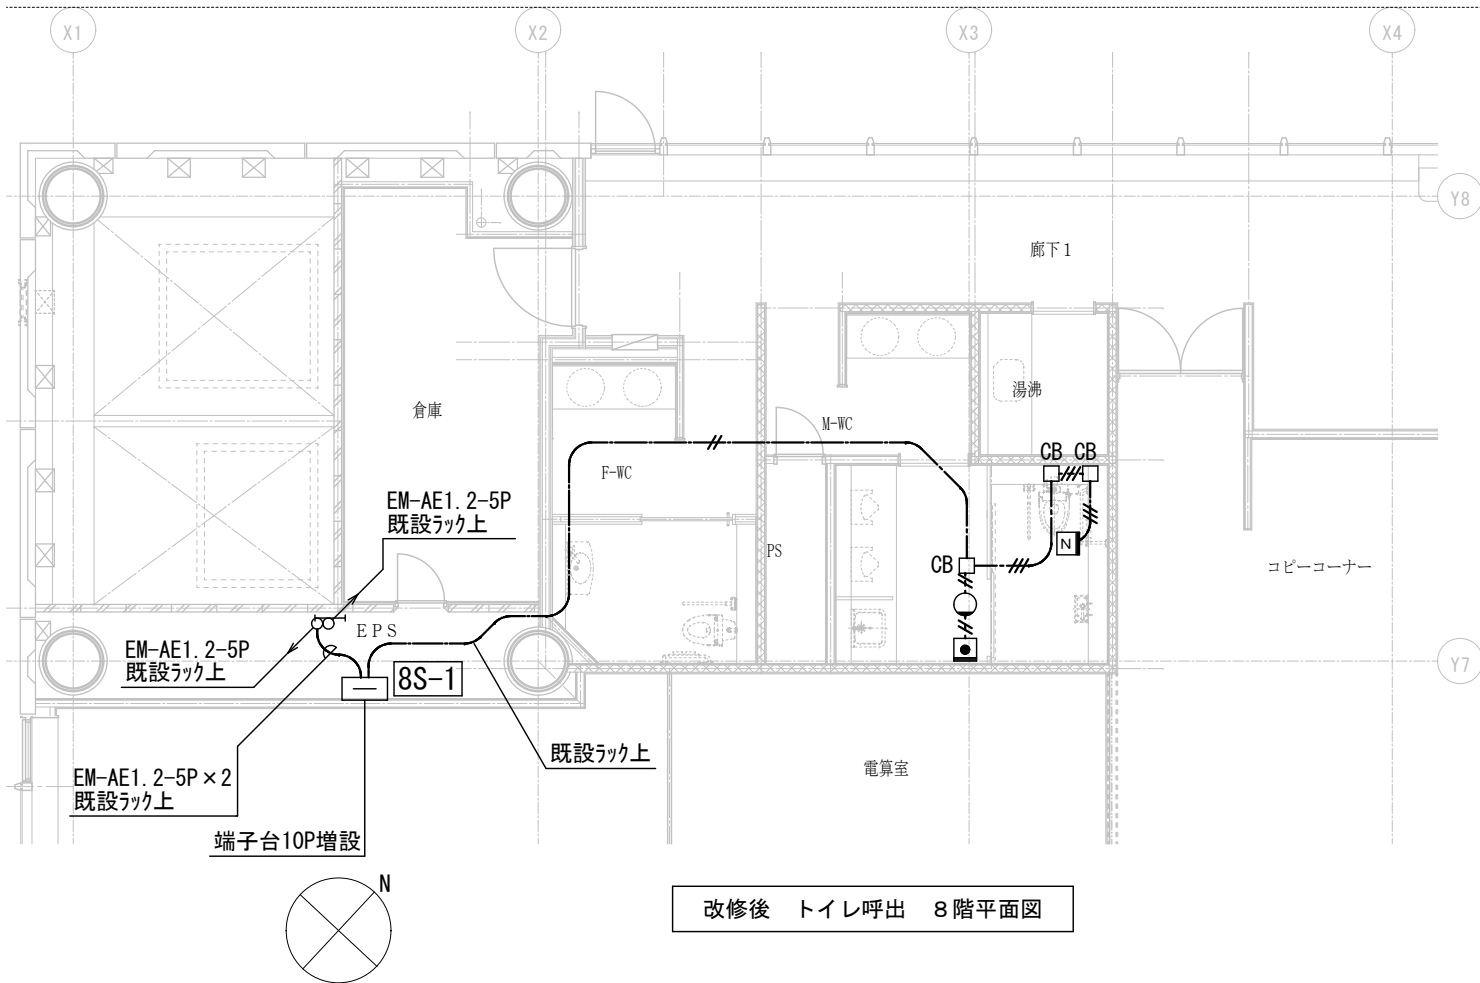 X1
X2
X3
X4
Y8
廊下1
倉庫
湯沸
M-WC
F-WC
CB
CB
EM-AE1.2-5P
既設ラック上
PS
N
CB
コピーコーナー
EPS
EM-AE1.2-5P
既設ラック上
8S-1
Y7
既設ラック上
電算室
EM-AE1.2-5P×2
既設ラック上
端子台10P増設
N
改修後 トイレ呼出 8階平面図